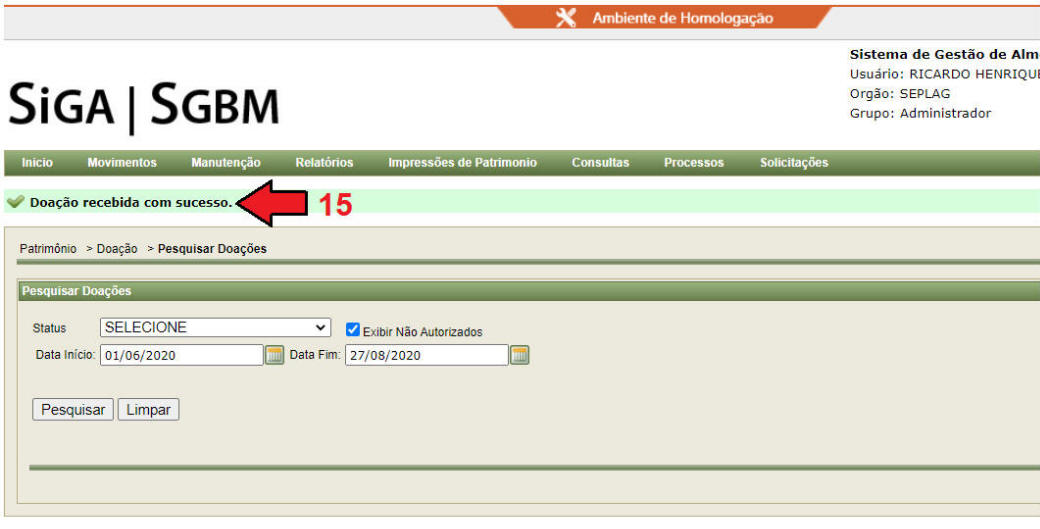 Ambiente de Homologação
Sistema de Gestão de
Usuário: RICARDO
Orgão: SEPLAG
Grupo: Administrador
SiGA | SGBM
Início Movimentos Manutenção Relatórios Impressões de Patrimonio Consultas Processos Solicitações
Doação recebida com sucesso. 15
Patrimônio > Doação > Pesquisar Doações
Pesquisar Doações
Status SELECIONE Exibir Não Autorizados
Data Início: 01/06/2020 Data Fim: 27/08/2020
Pesquisar Limpar